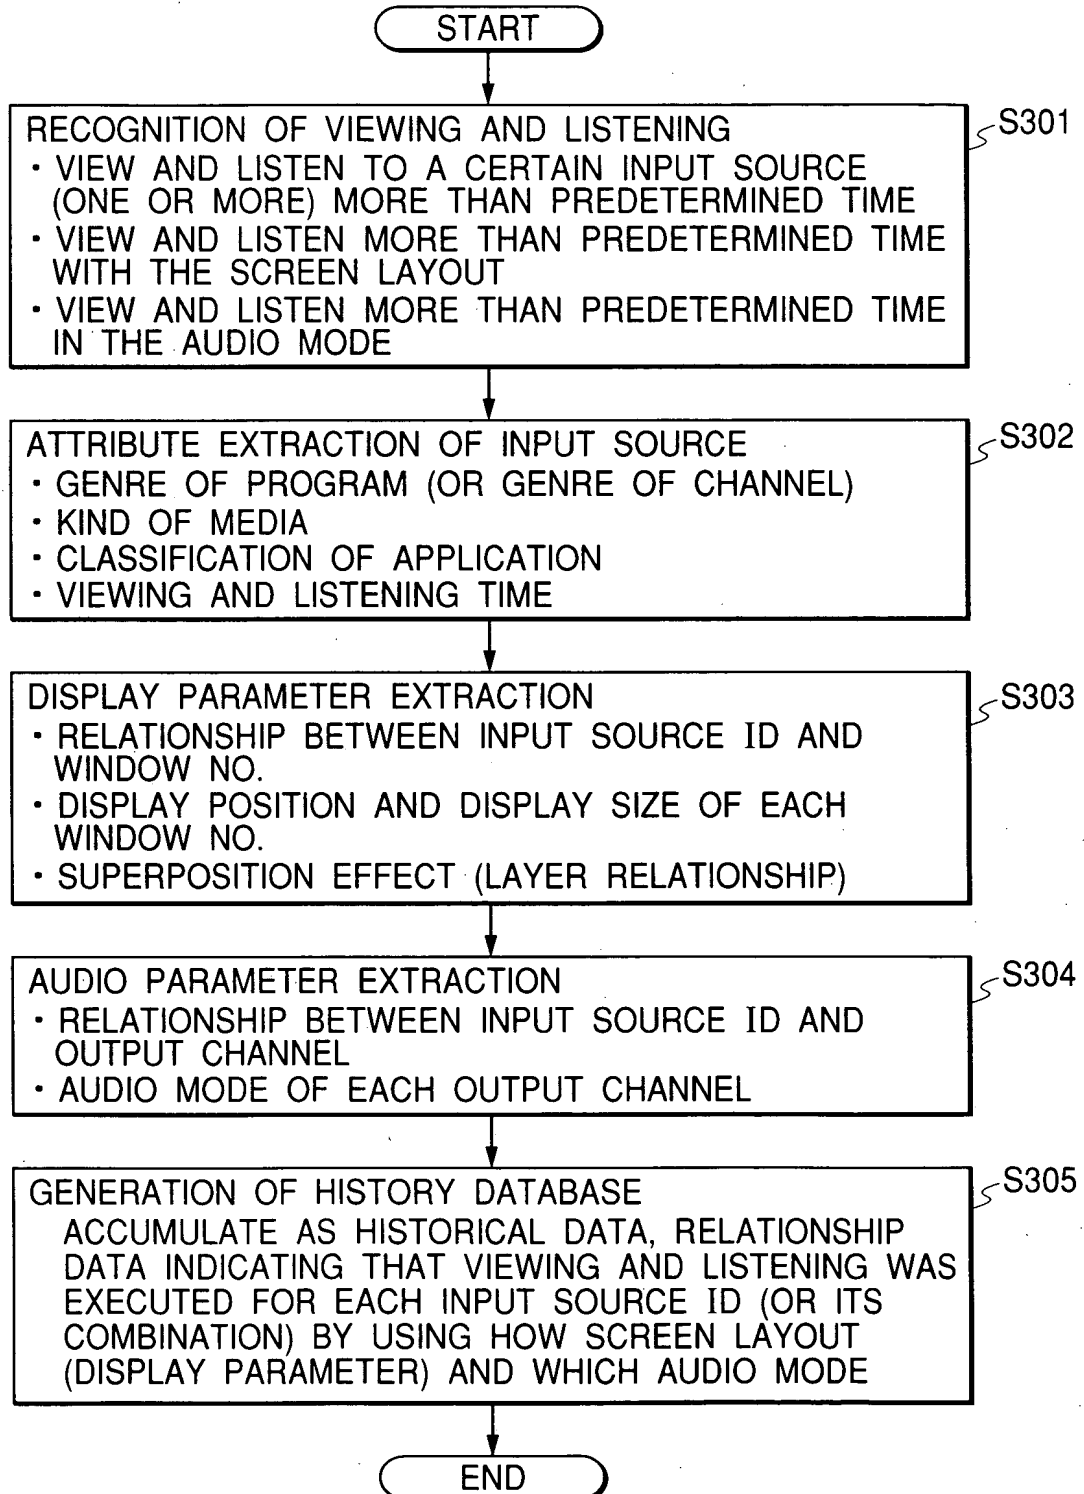 START
S301
RECOGNITION OF VIEWING AND LISTENING
・VIEW AND LISTEN TO A CERTAIN INPUT SOURCE
(ONE OR MORE) MORE THAN PREDETERMINED TIME
・VIEW AND LISTEN MORE THAN PREDETERMINED TIME
WITH THE SCREEN LAYOUT
・VIEW AND LISTEN MORE THAN PREDETERMINED TIME
IN THE AUDIO MODE
S302
ATTRIBUTE EXTRACTION OF INPUT SOURCE
・GENRE OF PROGRAM (OR GENRE OF CHANNEL)
・KIND OF MEDIA
・CLASSIFICATION OF APPLICATION
・VIEWING AND LISTENING TIME
S303
DISPLAY PARAMETER EXTRACTION
・RELATIONSHIP BETWEEN INPUT SOURCE ID AND
WINDOW NO.
・DISPLAY POSITION AND DISPLAY SIZE OF EACH
WINDOW NO.
・SUPERPOSITION EFFECT (LAYER RELATIONSHIP)
S304
AUDIO PARAMETER EXTRACTION
・RELATIONSHIP BETWEEN INPUT SOURCE ID AND
OUTPUT CHANNEL
・AUDIO MODE OF EACH OUTPUT CHANNEL
S305
GENERATION OF HISTORY DATABASE
ACCUMULATE AS HISTORICAL DATA, RELATIONSHIP
DATA INDICATING THAT VIEWING AND LISTENING WAS
EXECUTED FOR EACH INPUT SOURCE ID (OR ITS
COMBINATION) BY USING HOW SCREEN LAYOUT
(DISPLAY PARAMETER) AND WHICH AUDIO MODE
END